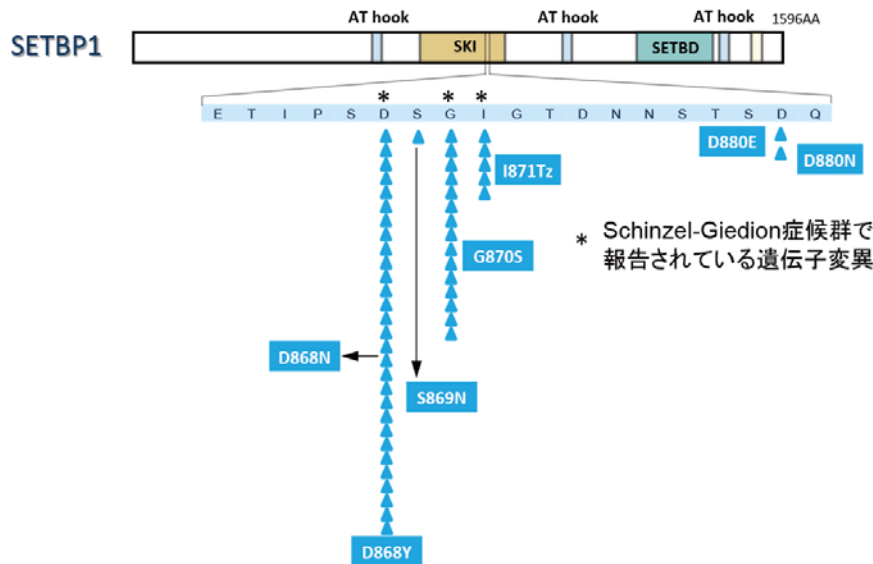 AT hook AT hook AT hook 1596AA
SETBP1 SKI SETBD
* * *
E T I P S D S G I G T D N N S T S D Q
D880E
D880N
I871Tz
* Schinzel-Giedion症候群で
報告されている遺伝子変異
G870S
D868N
S869N
D868Y